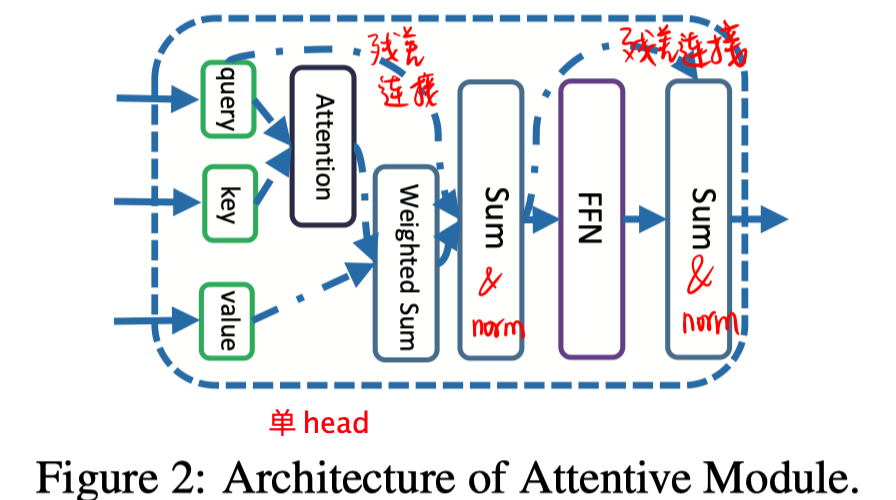 query
key
value
Attention
Weighted Sum
残差
连接
Sum
&
norm
FFN
残差连接
Sum
&
norm
单 head
Figure 2: Architecture of Attentive Module.